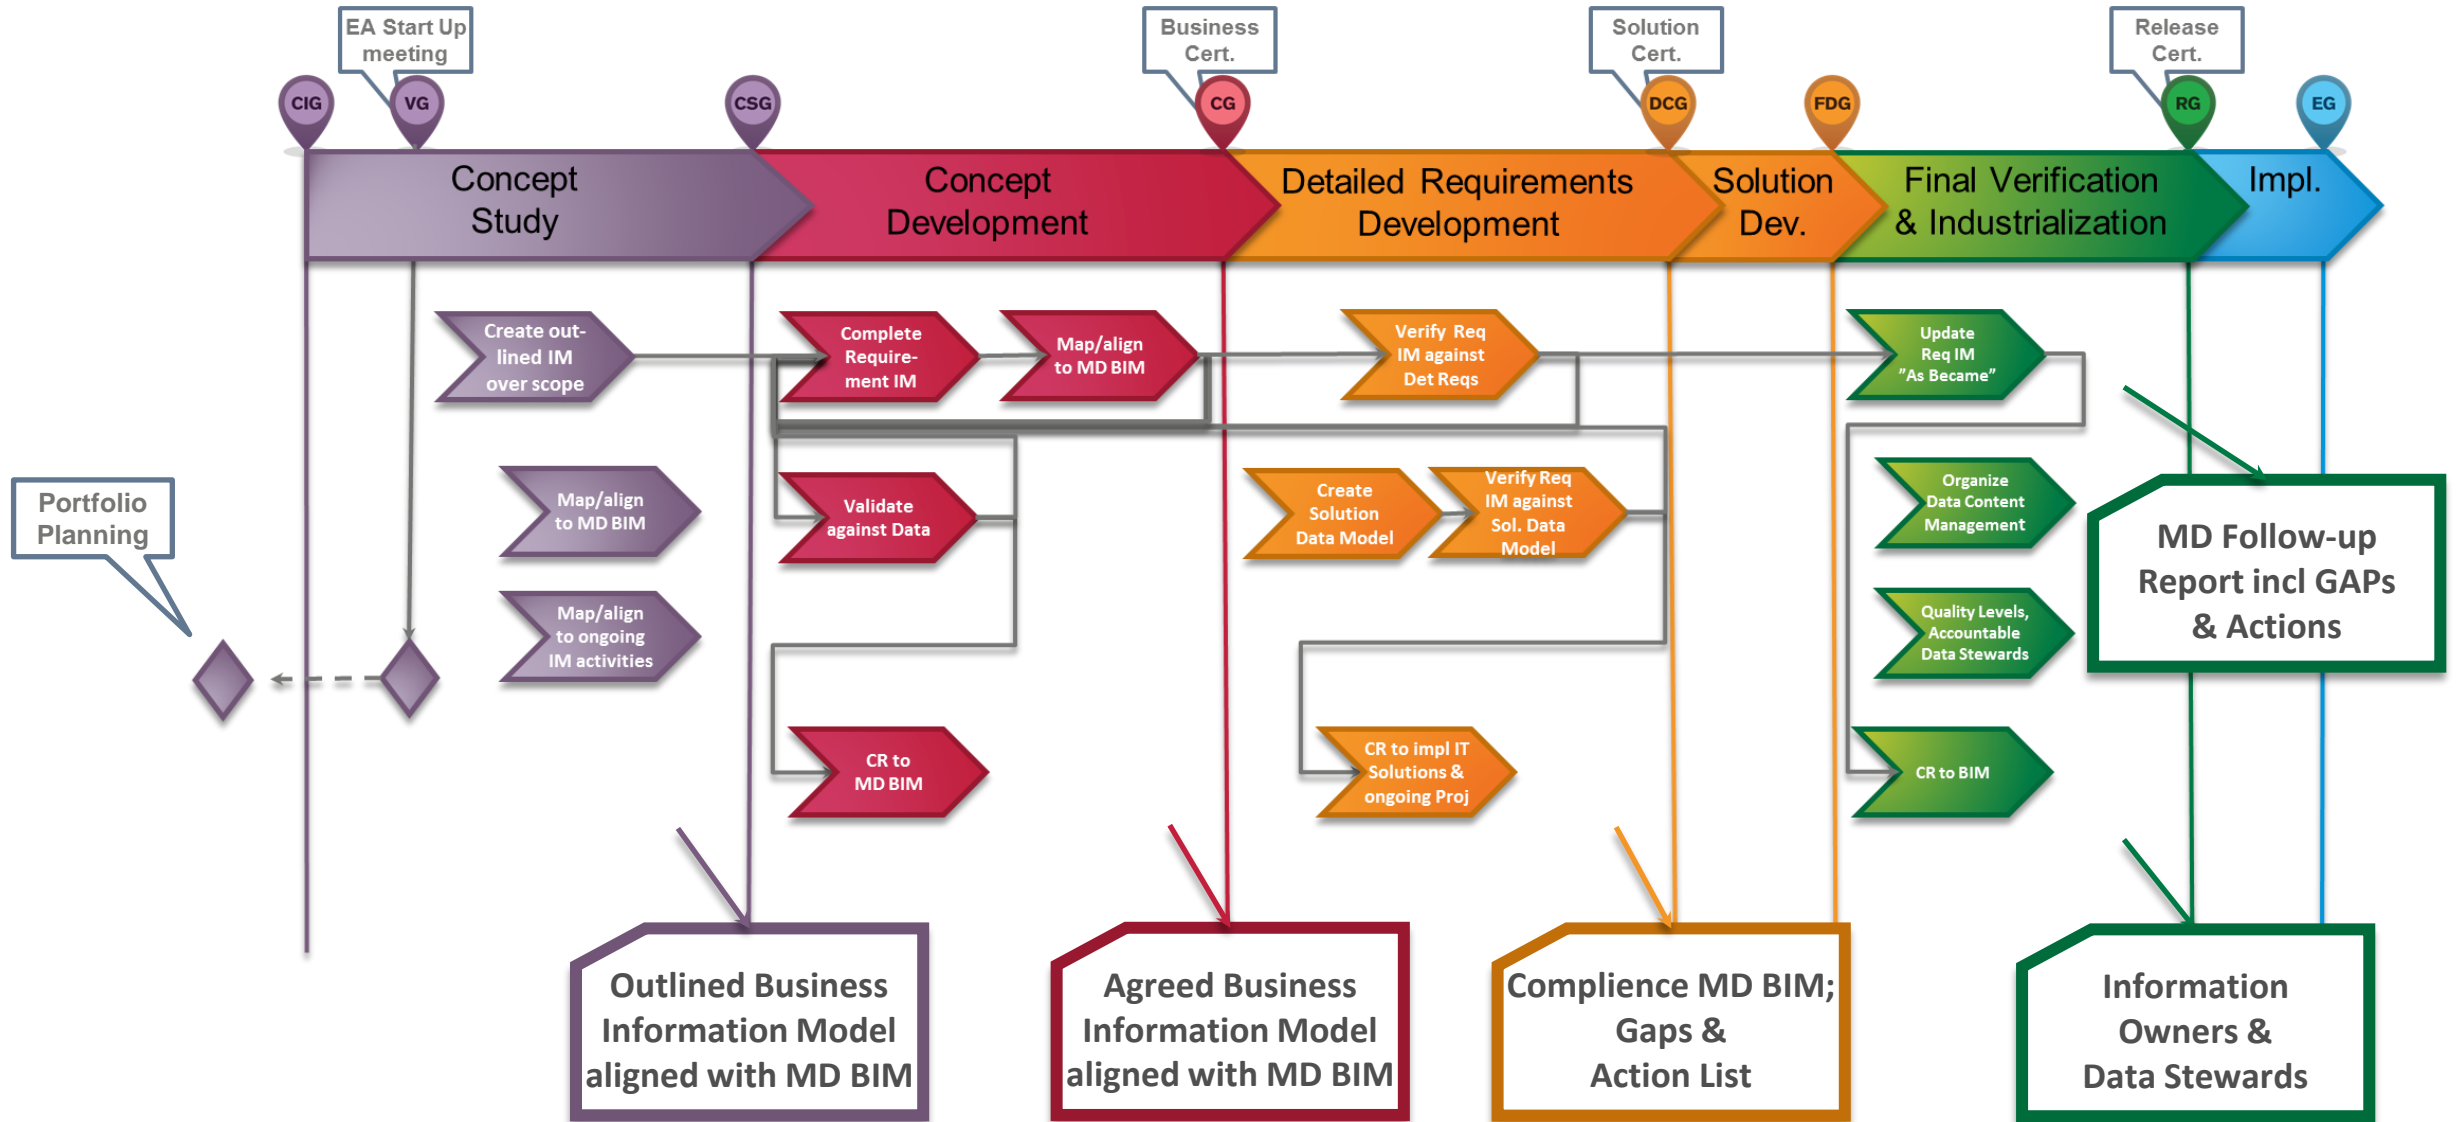 EA Start Up
meeting
Business
Cert.
Solution
Cert.
Release
Cert.
CIG
VG
CSG
CG
DCG
FDG
RG
EG
Concept
Study
Concept
Development
Detailed Requirements
Development
Solution
Dev.
Final Verification
& Industrialization
Impl.
Create out-
lined IM
over scope
Complete
Require-
ment IM
Map/align
to MD BIM
Verify Req
IM against
Det Reqs
Update
Req IM
”As Became”
Portfolio
Planning
Map/align
to MD BIM
Validate
against Data
Create
Solution
Data Model
Verify Req
IM against
Sol. Data
Model
Organize
Data Content
Management
MD Follow-up
Report incl GAPs
& Actions
Map/align
to ongoing
IM activities
Quality Levels,
Accountable
Data Stewards
CR to
MD BIM
CR to impl IT
Solutions &
ongoing Proj
CR to BIM
Outlined Business
Information Model
aligned with MD BIM
Agreed Business
Information Model
aligned with MD BIM
Complience MD BIM;
Gaps &
Action List
Information
Owners &
Data Stewards